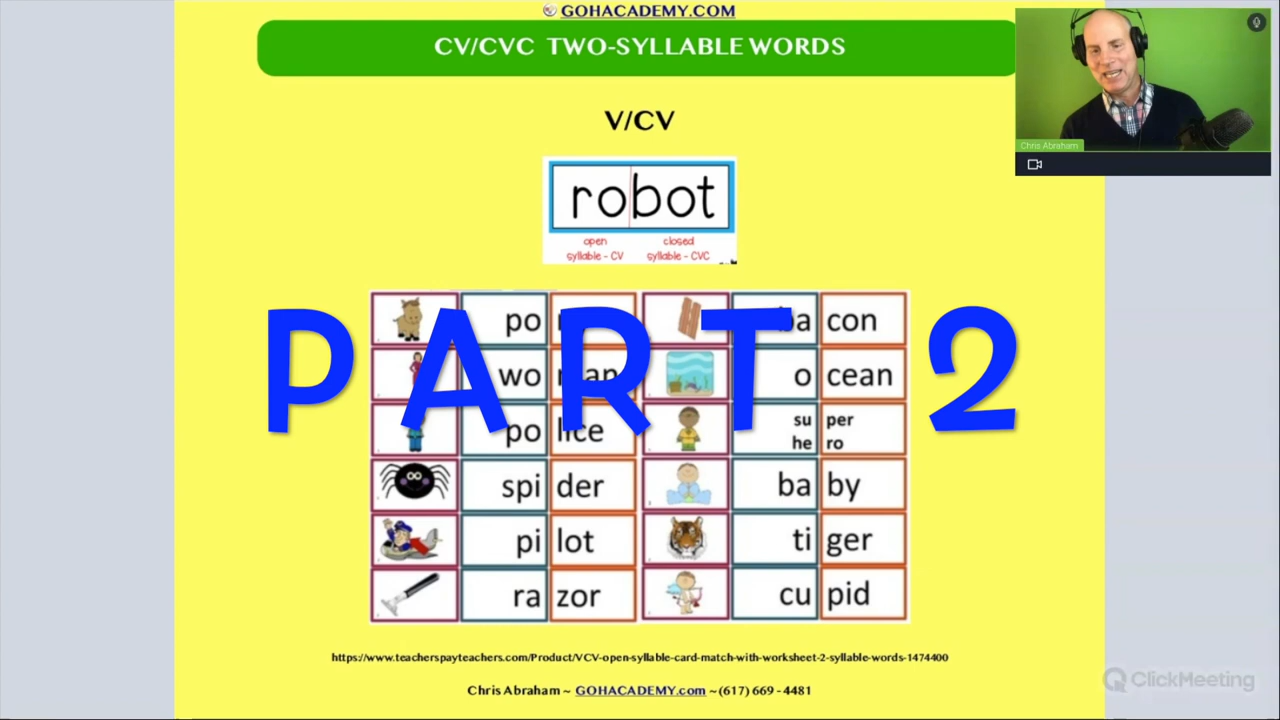 GOHACADEMY.COM
CV/CVC TWO-SYLLABLE WORDS
Chris Abraham
V/CV
robot
open closed
syllable - CV syllable - CVC
PART 2
po con
wo o cean
po lice su per
he ro
spi der ba by
pi lot ti ger
ra zor cu pid
https://www.teacherspayteachers.com/Product/VCV-open-syllable-card-match-with-worksheet-2-syllable-words-1474400
Chris Abraham ~ GOHACADEMY.com ~(617) 669 - 4481
ClickMeeting